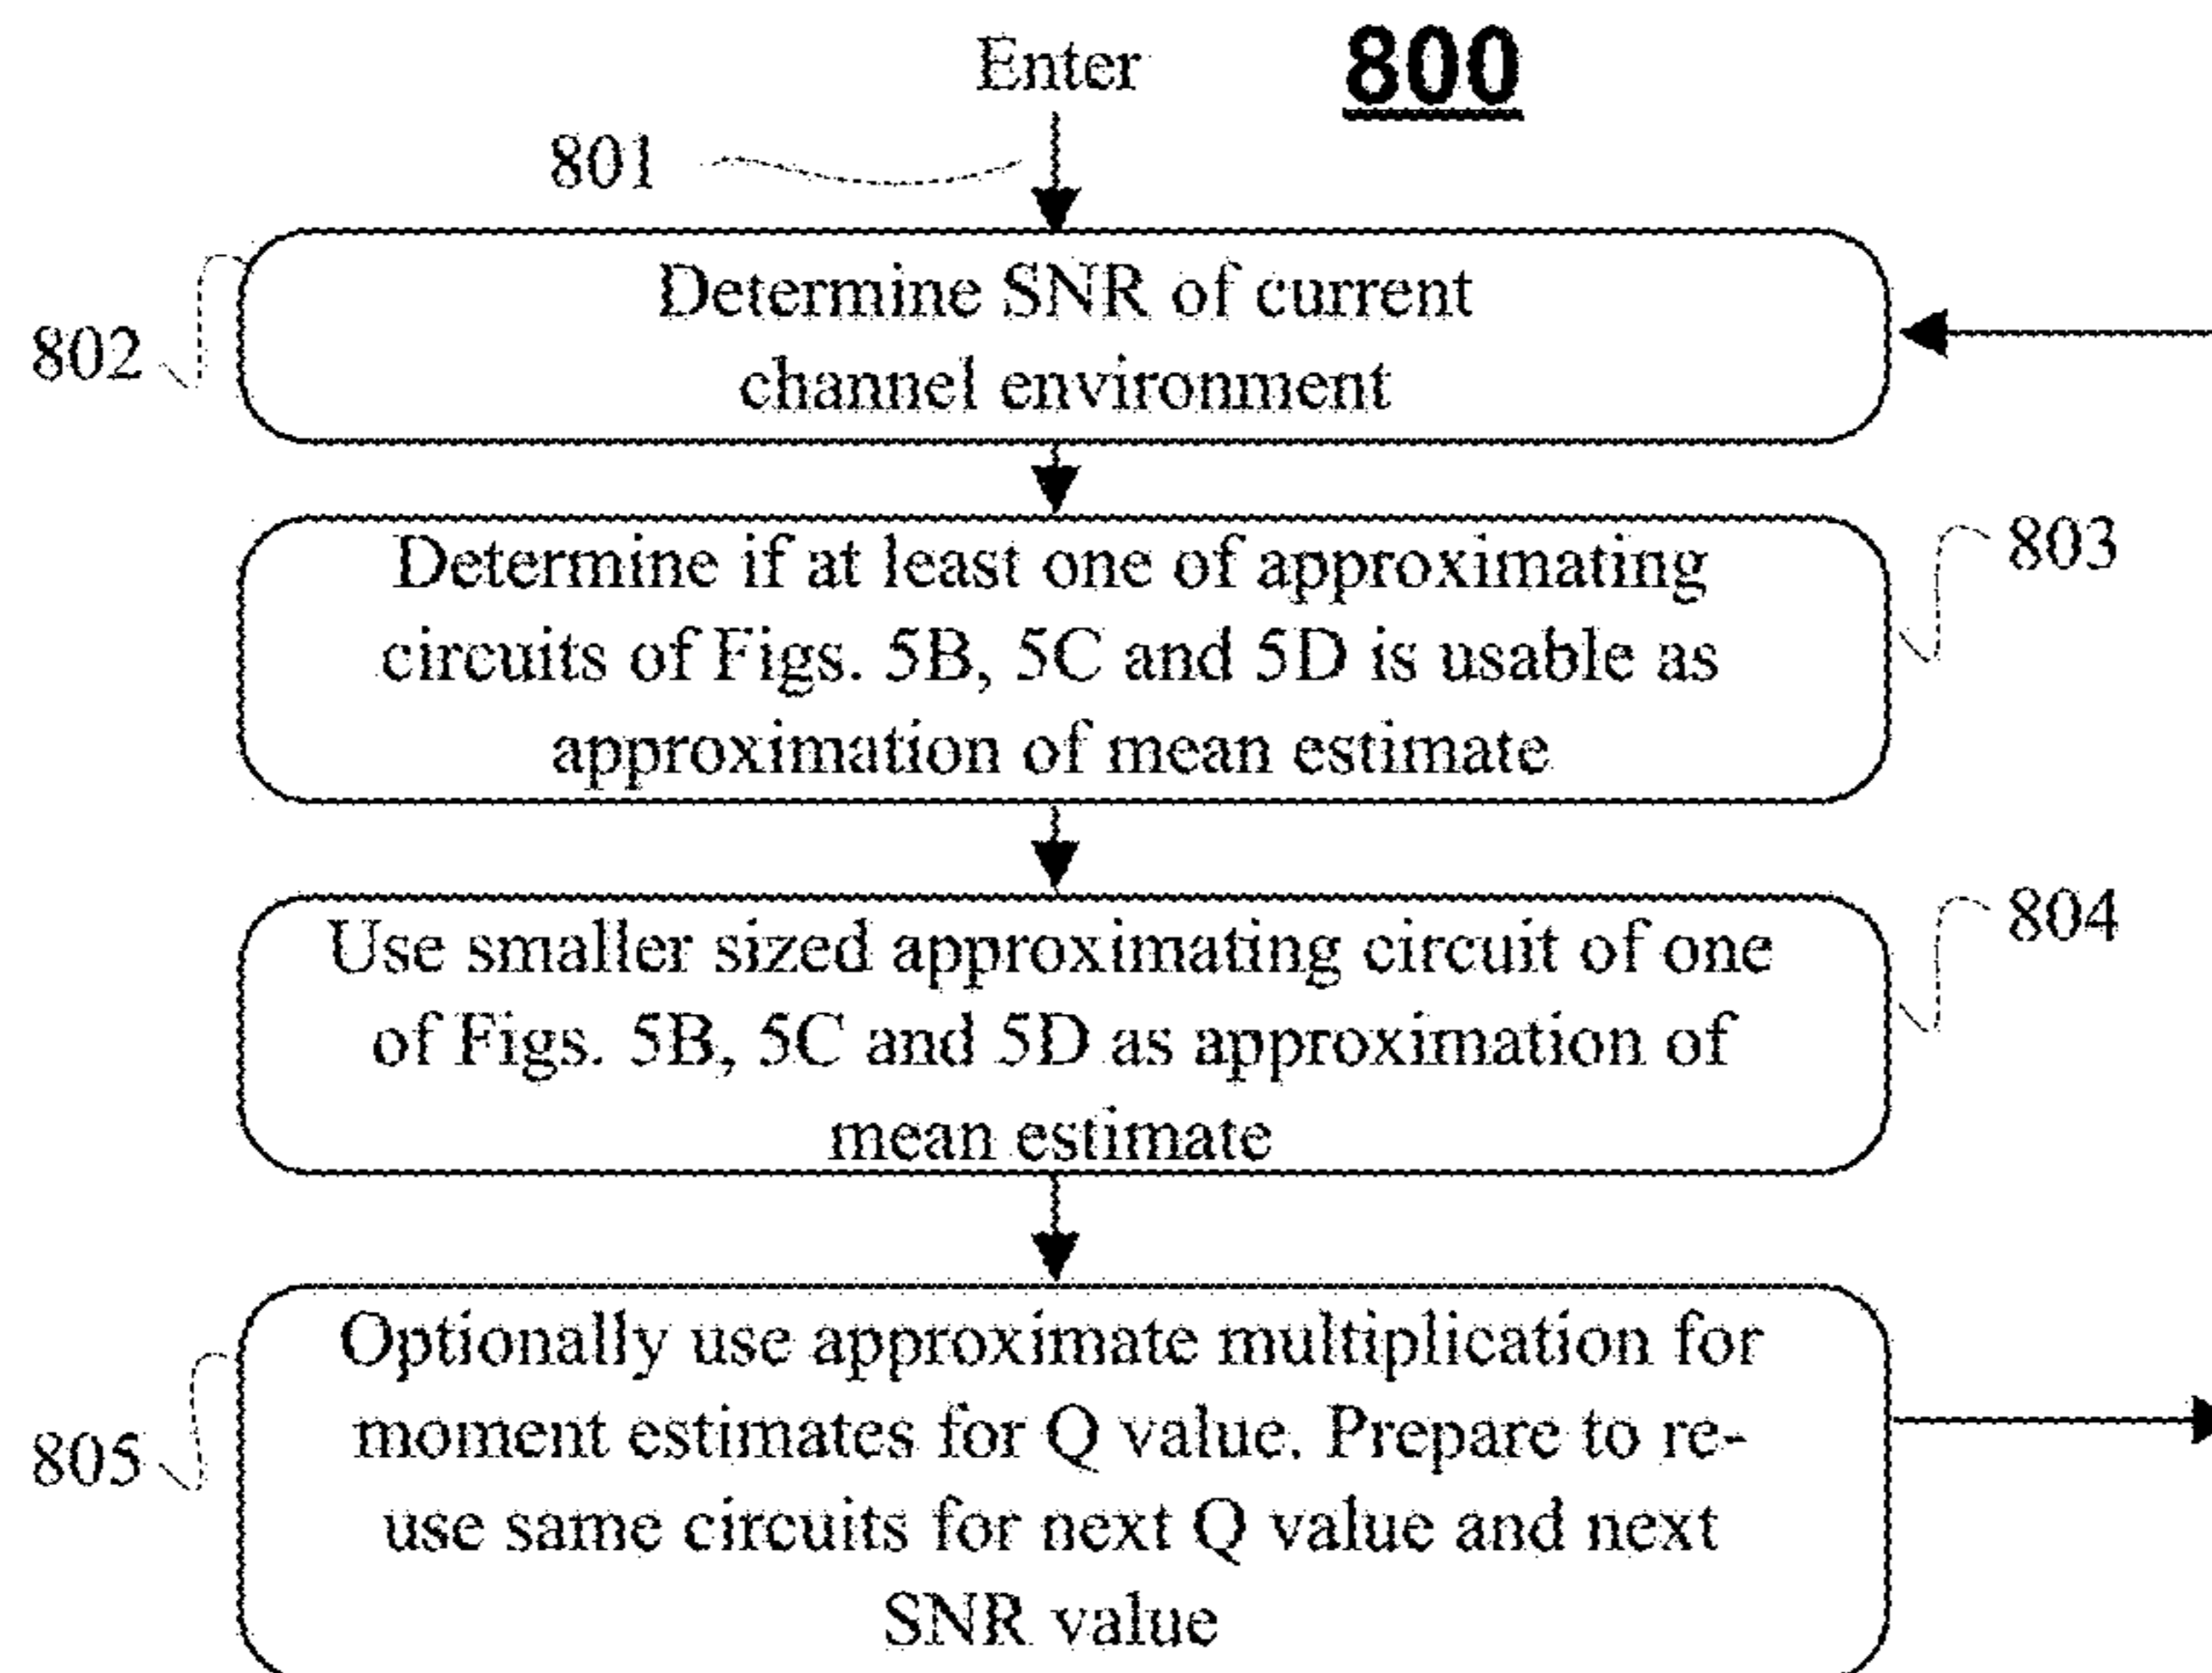 Enter
800
801
Determine SNR of current
channel environment
802
Determine if at least one of approximating
circuits of Figs. 5B, 5C and 5D is usable as
approximation of mean estimate
803
Use smaller sized approximating circuit of one
of Figs. 5B, 5C and 5D as approximation of
mean estimate
804
Optionally use approximate multiplication for
moment estimates for Q value. Prepare to re-
use same circuits for next Q value and next
SNR value
805